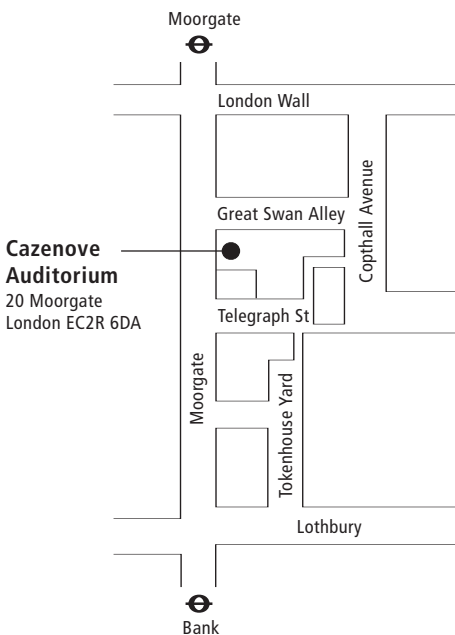 Moorgate
London Wall
Copthall Avenue
Great Swan Alley
Cazenove
Auditorium
20 Moorgate
London EC2R 6DA
Telegraph St
Moorgate
Tokenhouse Yard
Lothbury
Bank